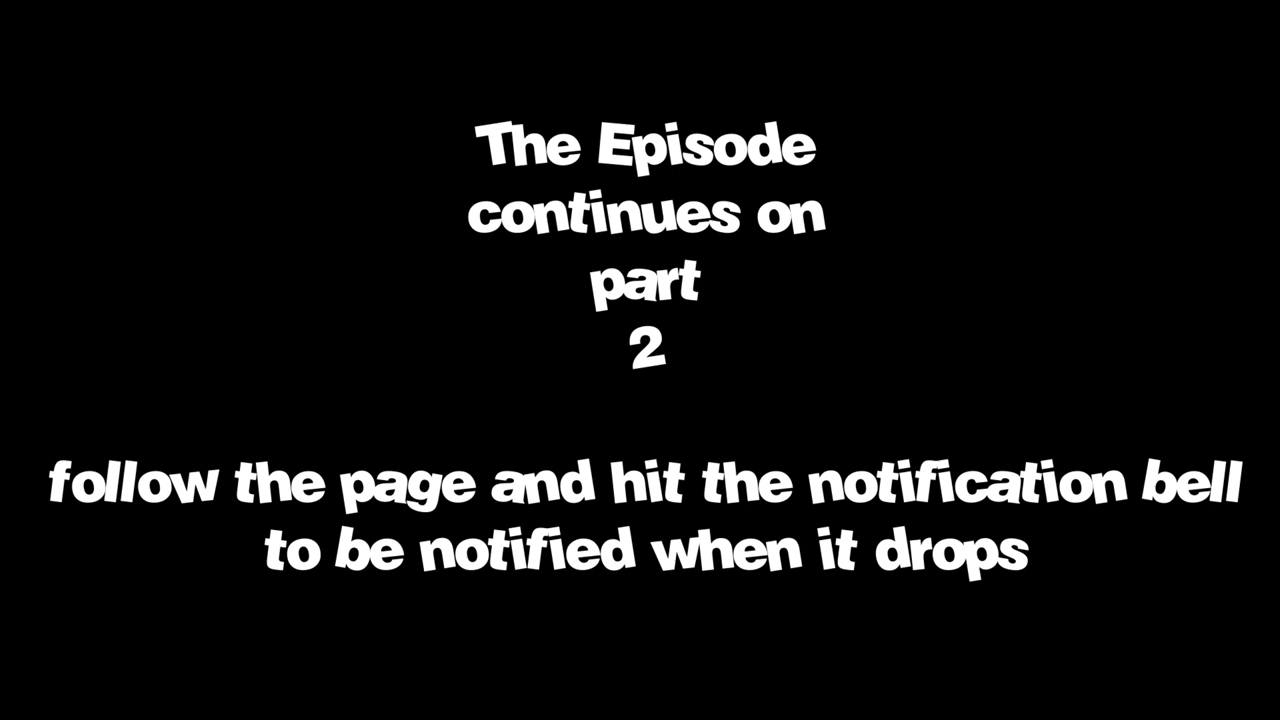 The Episode
continues on
part
2
follow the page and hit the notification bell
to be notified when it drops